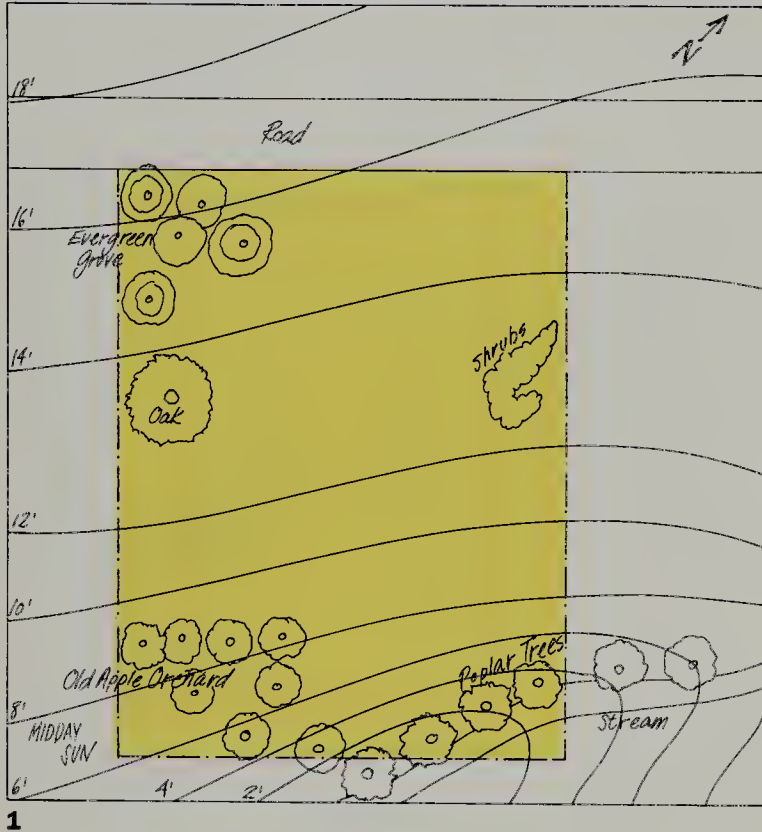 N
18'
Road
16'
Evergreen
Grove
14'
Shrubs
Oak
12'
10'
Poplar Trees
Old Apple Orchard
8'
Stream
MIDDAY
SUN
6'
4'
2'
1